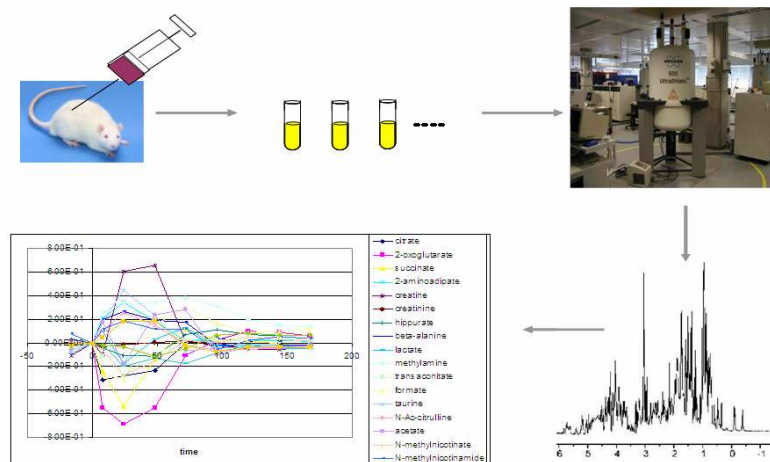 600
UltraShield
8.00E-01
6.00E-01
4.00E-01
2.00E-01
0.00E+00
-2.00E-01
-4.00E-01
-6.00E-01
-8.00E-01
-50 0 50 100 150 200
time
citrate
2-oxoglutarate
succinate
2-aminoadipate
creatine
creatinine
hippurate
beta-alanine
lactate
methylamine
trans aconitate
formate
taurine
N-Ac-citrulline
acetate
N-methylnicotinate
N-methylnicotinamide
6 5 4 3 2 1 0 -1